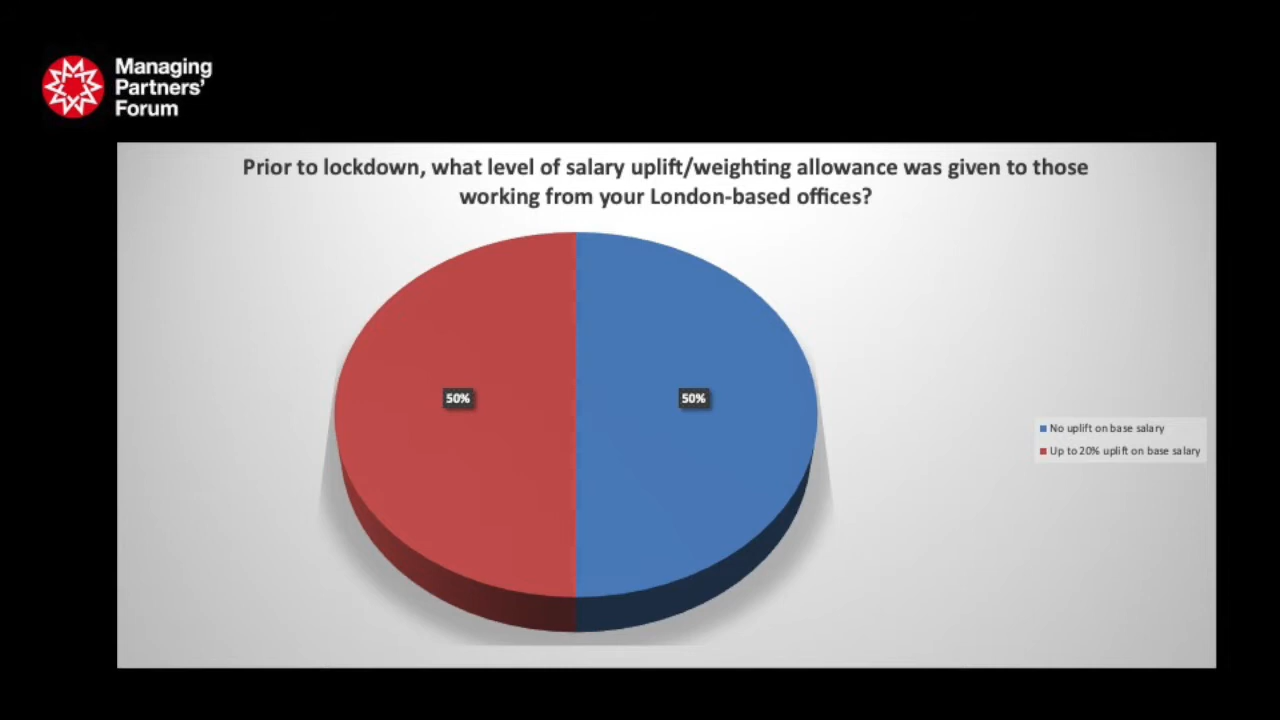 Managing
Partners'
Forum
Prior to lockdown, what level of salary uplift/weighting allowance was given to those
working from your London-based offices?
50%
50%
No uplift on base salary
Up to 20% uplift on base salary